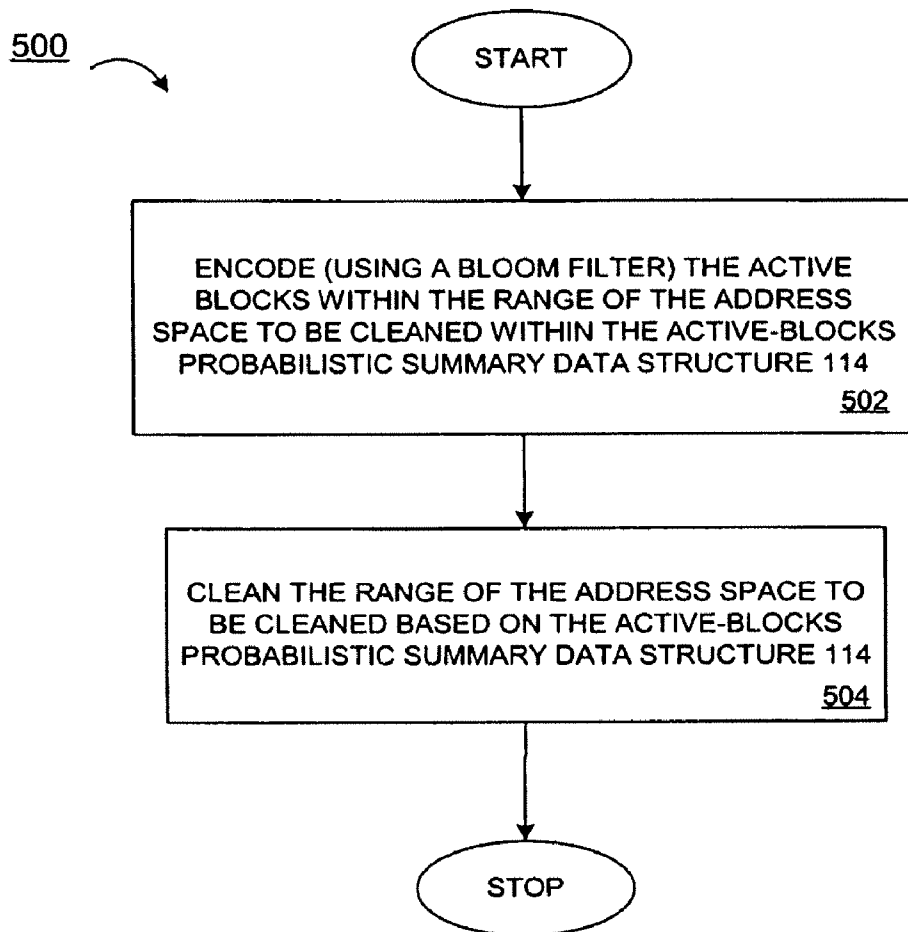 500
START
ENCODE (USING A BLOOM FILTER) THE ACTIVE
BLOCKS WITHIN THE RANGE OF THE ADDRESS
SPACE TO BE CLEANED WITHIN THE ACTIVE-BLOCKS
PROBABILISTIC SUMMARY DATA STRUCTURE 114
502
CLEAN THE RANGE OF THE ADDRESS SPACE TO
BE CLEANED BASED ON THE ACTIVE-BLOCKS
PROBABILISTIC SUMMARY DATA STRUCTURE 114
504
STOP